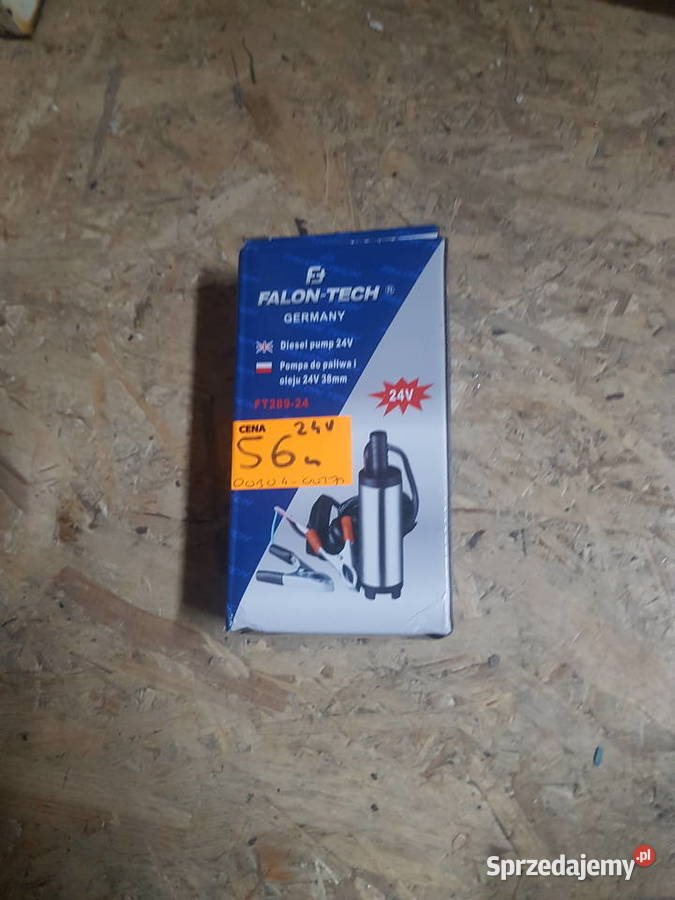 FALON-TECH ®
GERMANY
Diesel pump 24V
Pompa do paliwa i
oleju 24V 38mm
FT289-24
24V
CENA
24V
56
Sprzedajemy.pl